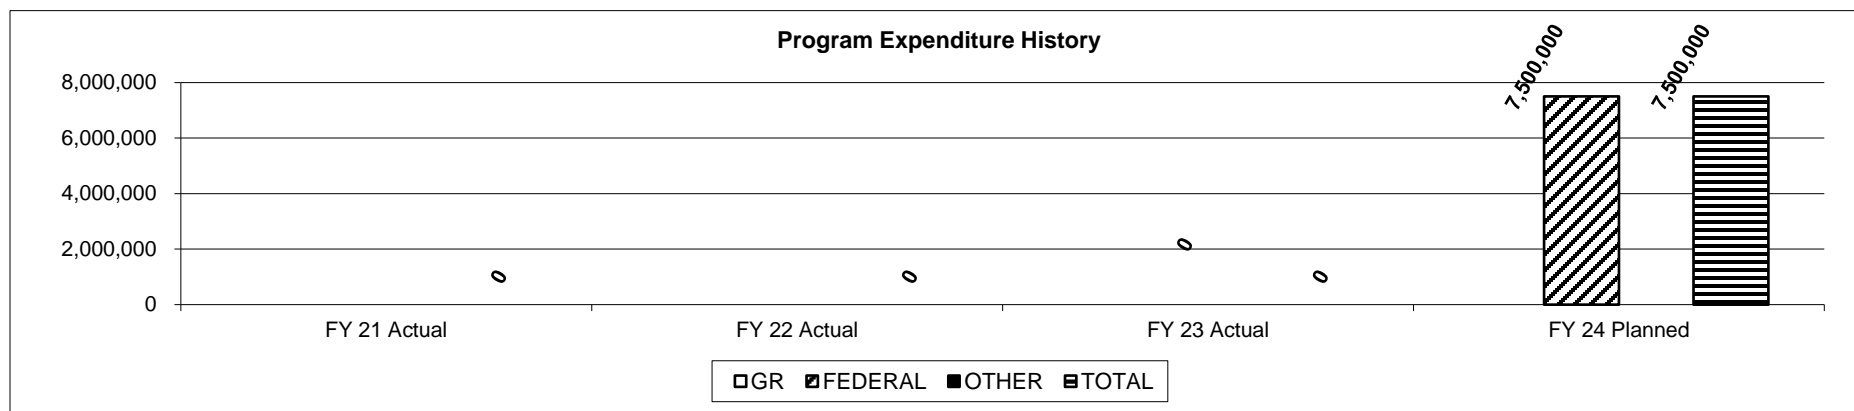 Program Expenditure History
7,500,000 7,500,000
8,000,000
6,000,000
4,000,000
2,000,000
0
0 0 0 0
FY 21 Actual FY 22 Actual FY 23 Actual FY 24 Planned
GR FEDERAL OTHER TOTAL